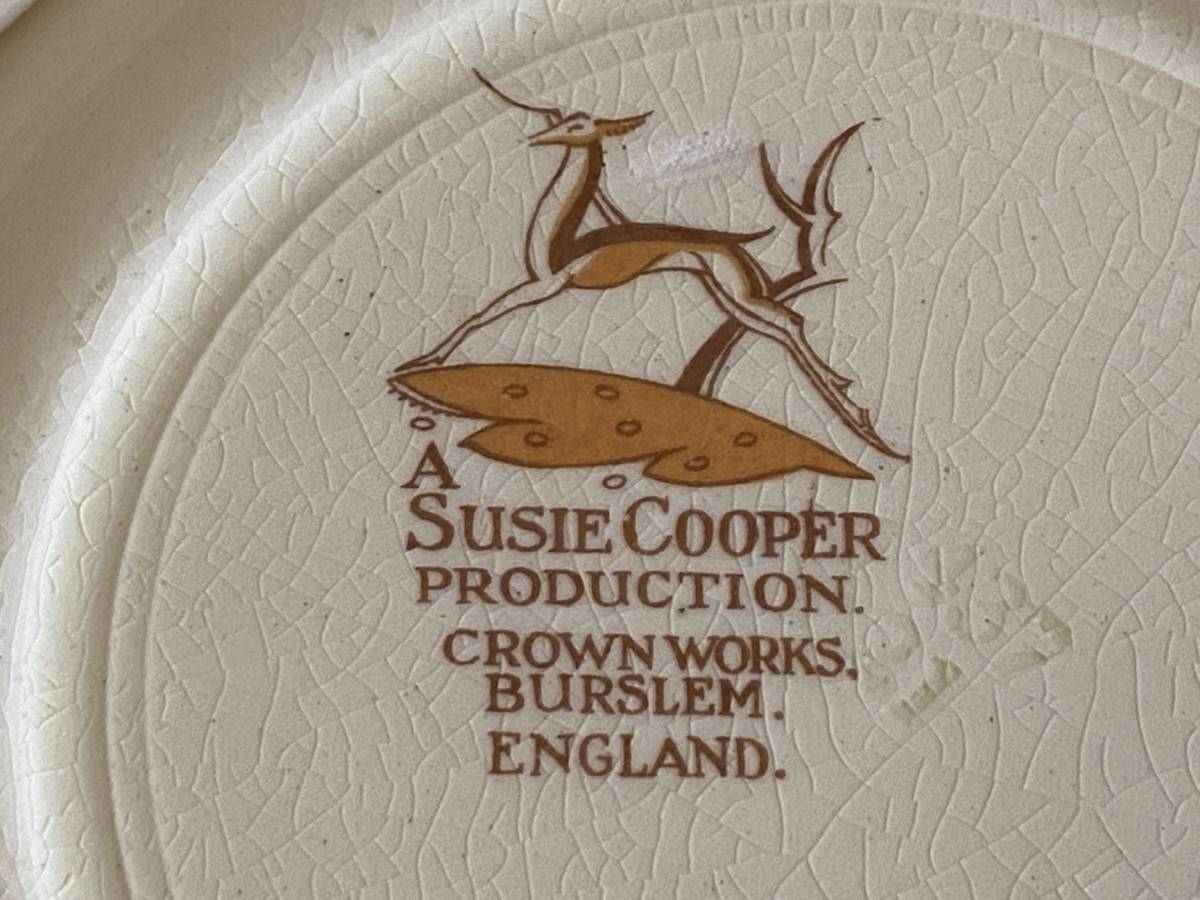 A
SUSIE COOPER
PRODUCTION.
CROWN WORKS.
BURSLEM.
ENGLAND.